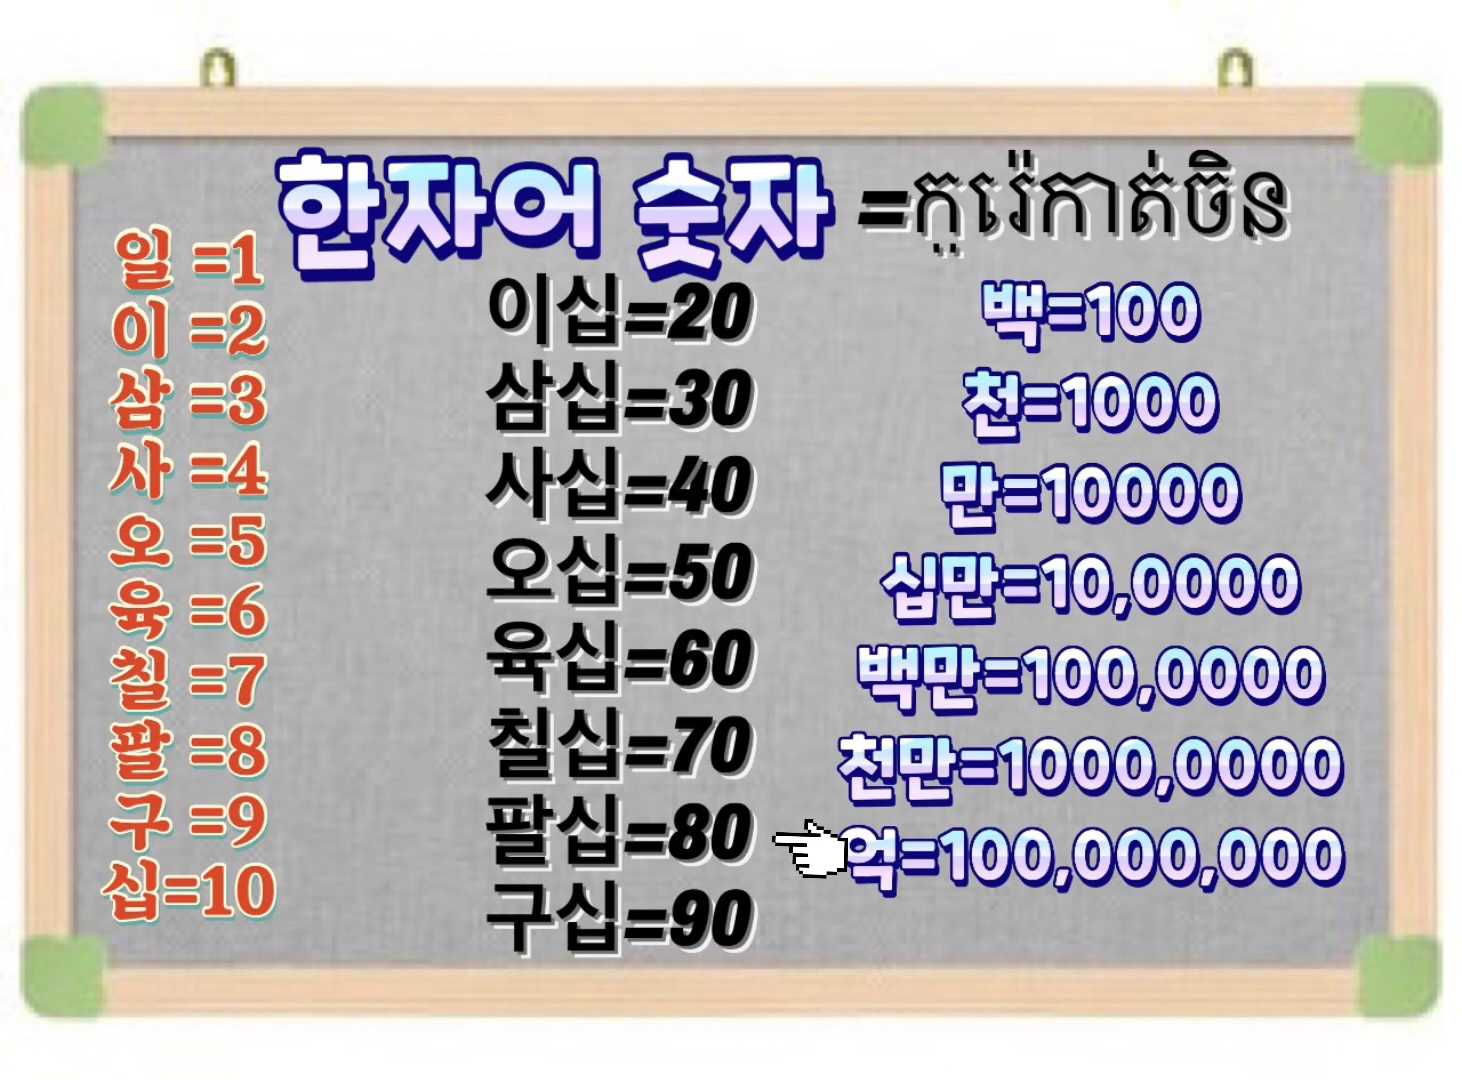 한자어 숫자 =កូរ៉េកាត់ចិន
일 =1
이 =2
삼 =3
사 =4
오 =5
육 =6
칠 =7
팔 =8
구 =9
십=10
이십=20
삼십=30
사십=40
오십=50
육십=60
칠십=70
팔십=80
구십=90
백=100
천=1000
만=10000
십만=10,0000
백만=100,0000
천만=1000,0000
억=100,000,000